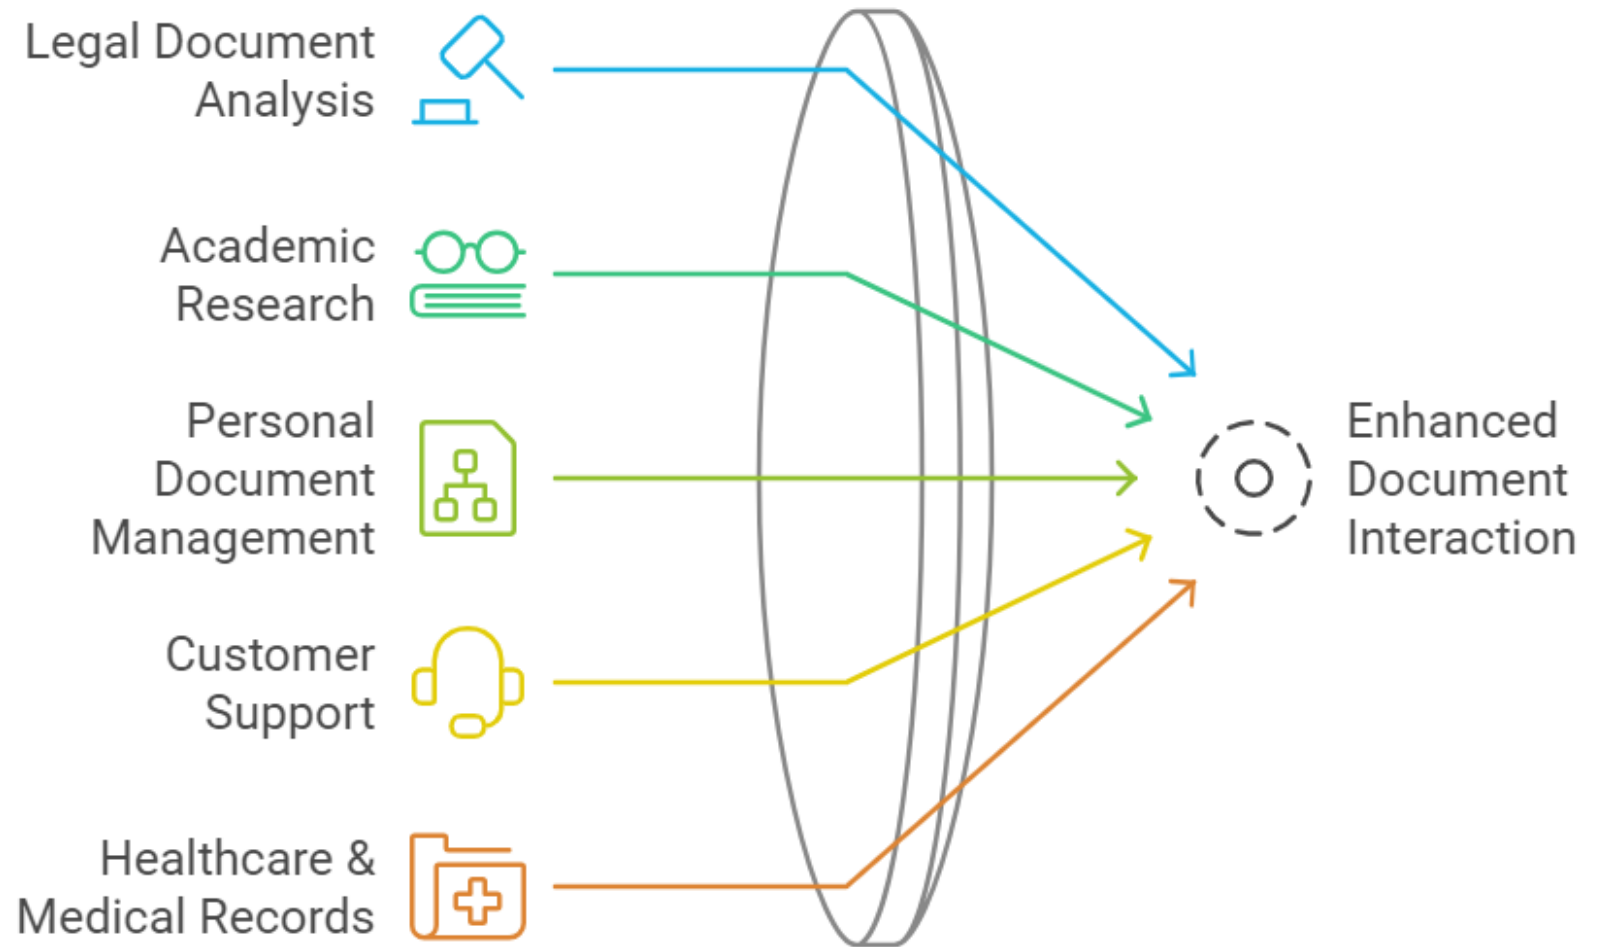 Legal Document
Analysis
Academic
Research
Personal
Document
Management
Customer
Support
Healthcare &
Medical Records
Enhanced
Document
Interaction